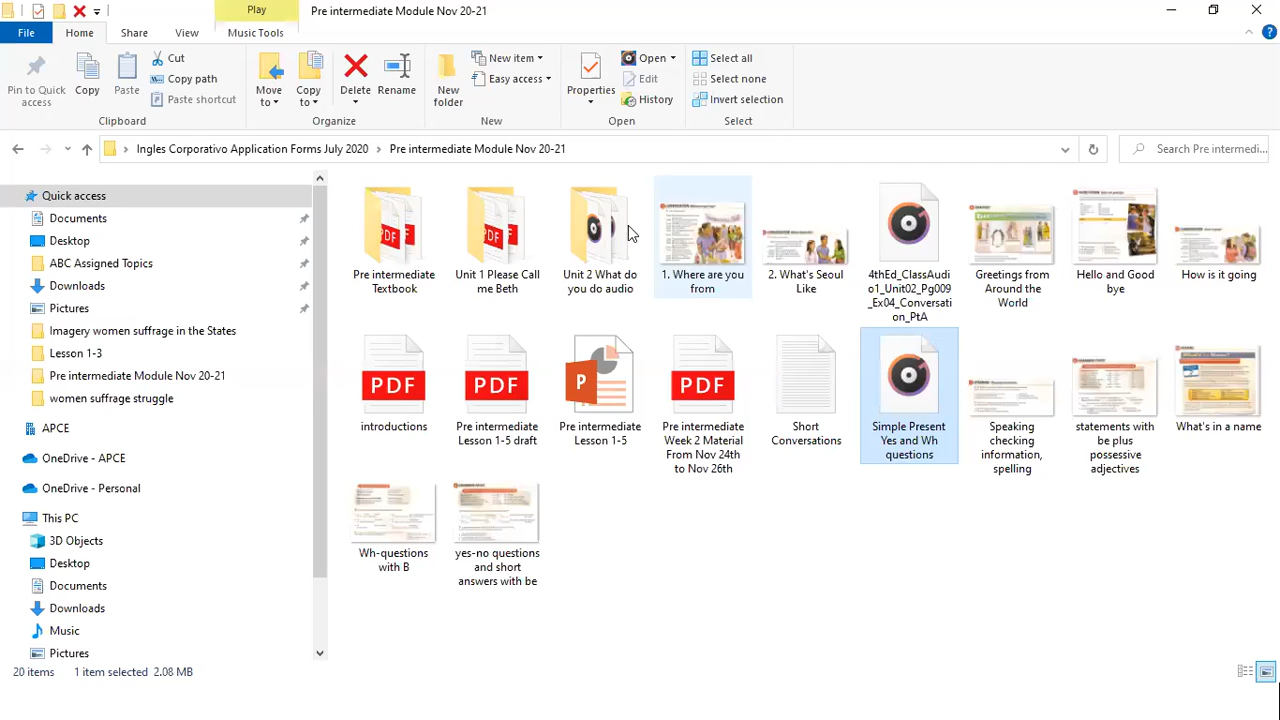 Play
Pre intermediate Module Nov 20-21
File
Home
Share
View
Music Tools
Pin to Quick
access
Copy
Paste
Cut
Copy path
Paste shortcut
Clipboard
Move
to
Copy
to
Delete
Rename
Organize
New
folder
New item
Easy access
New
Properties
Open
Edit
History
Open
Select all
Select none
Invert selection
Select
Ingles Corporativo Application Forms July 2020
Pre intermediate Module Nov 20-21
Search Pre intermedi...
Quick access
Documents
Desktop
ABC Assigned Topics
Downloads
Pictures
Imagery women suffrage in the States
Lesson 1-3
Pre intermediate Module Nov 20-21
women suffrage struggle
APCE
OneDrive - APCE
OneDrive - Personal
This PC
3D Objects
Desktop
Documents
Downloads
Music
Pictures
Pre intermediate
Textbook
Unit 1 Please Call
me Beth
Unit 2 What do
you do audio
1. Where are you
from
2. What's Seoul
Like
4thEd_ClassAudi
o1_Unit02_Pg009
_Ex04_Conversati
on_PtA
Greetings from
Around the
World
Hello and Good
bye
How is it going
PDF
introductions
PDF
Pre intermediate
Lesson 1-5 draft
P
Pre intermediate
Lesson 1-5
PDF
Pre intermediate
Week 2 Material
From Nov 24th
to Nov 26th
Short
Conversations
Simple Present
Yes and Wh
questions
Speaking
checking
information,
spelling
statements with
be plus
possessive
adjectives
What's in a name
Wh-questions
with B
yes-no questions
and short
answers with be
20 items
1 item selected 2.08 MB